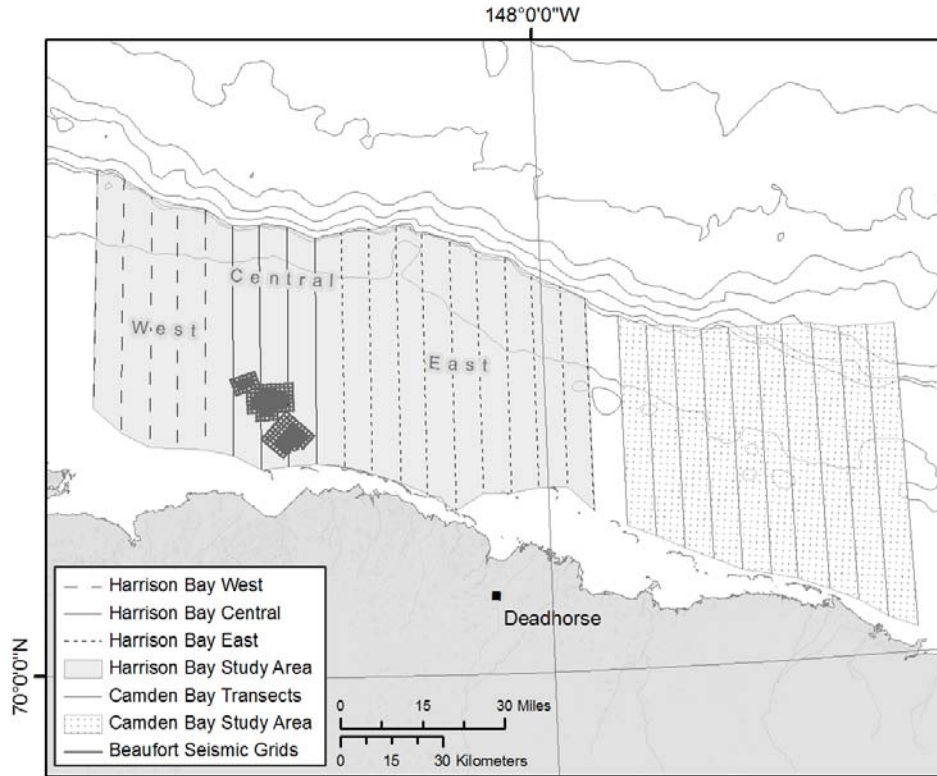 148°0'0"W
Central
West
East
Deadhorse
70°0'0"N
Harrison Bay West
Harrison Bay Central
Harrison Bay East
Harrison Bay Study Area
Camden Bay Transects
Camden Bay Study Area
Beaufort Seismic Grids
0 15 30 Miles
0 15 30 Kilometers